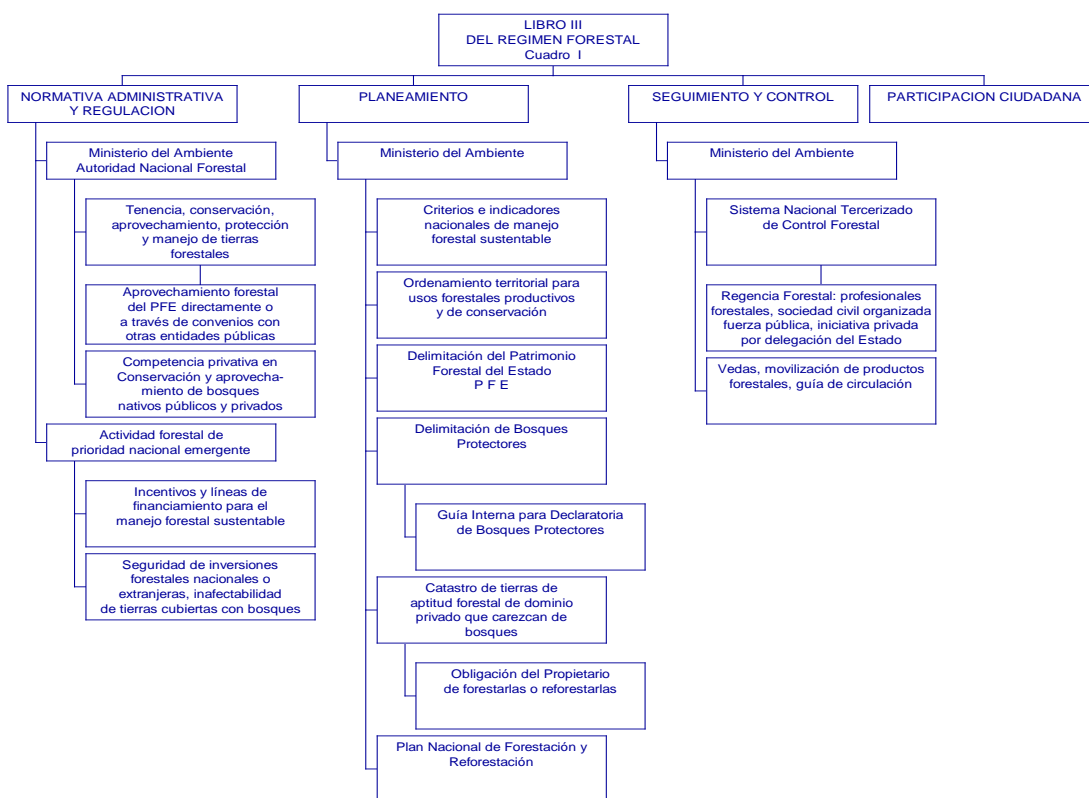 LIBRO III
DEL REGIMEN FORESTAL
Cuadro I
NORMATIVA ADMINISTRATIVA
Y REGULACION
Ministerio del Ambiente
Autoridad Nacional Forestal
Tenencia, conservación,
aprovechamiento, protección
y manejo de tierras
forestales
Aprovechamiento forestal
del PFE directamente o
a través de convenios con
otras entidades públicas
Competencia privativa en
Conservación y aprovecha-
miento de bosques
nativos públicos y privados
Actividad forestal de
prioridad nacional emergente
Incentivos y líneas de
financiamiento para el
manejo forestal sustentable
Seguridad de inversiones
forestales nacionales o
extranjeras, inafectabilidad
de tierras cubiertas con bosques
PLANEAMIENTO
Ministerio del Ambiente
Criterios e indicadores
nacionales de manejo
forestal sustentable
Ordenamiento territorial para
usos forestales productivos
y de conservación
Delimitación del Patrimonio
Forestal del Estado
P F E
Delimitación de Bosques
Protectores
Guía Interna para Declaratoria
de Bosques Protectores
Catastro de tierras de
aptitud forestal de dominio
privado que carezcan de
bosques
Obligación del Propietario
de forestarlas o reforestarlas
Plan Nacional de Forestación y
Reforestación
SEGUIMIENTO Y CONTROL
Ministerio del Ambiente
Sistema Nacional Tercerizado
de Control Forestal
Regencia Forestal: profesionales
forestales, sociedad civil organizada
fuerza pública, iniciativa privada
por delegación del Estado
Vedas, movilización de productos
forestales, guía de circulación
PARTICIPACION CIUDADANA